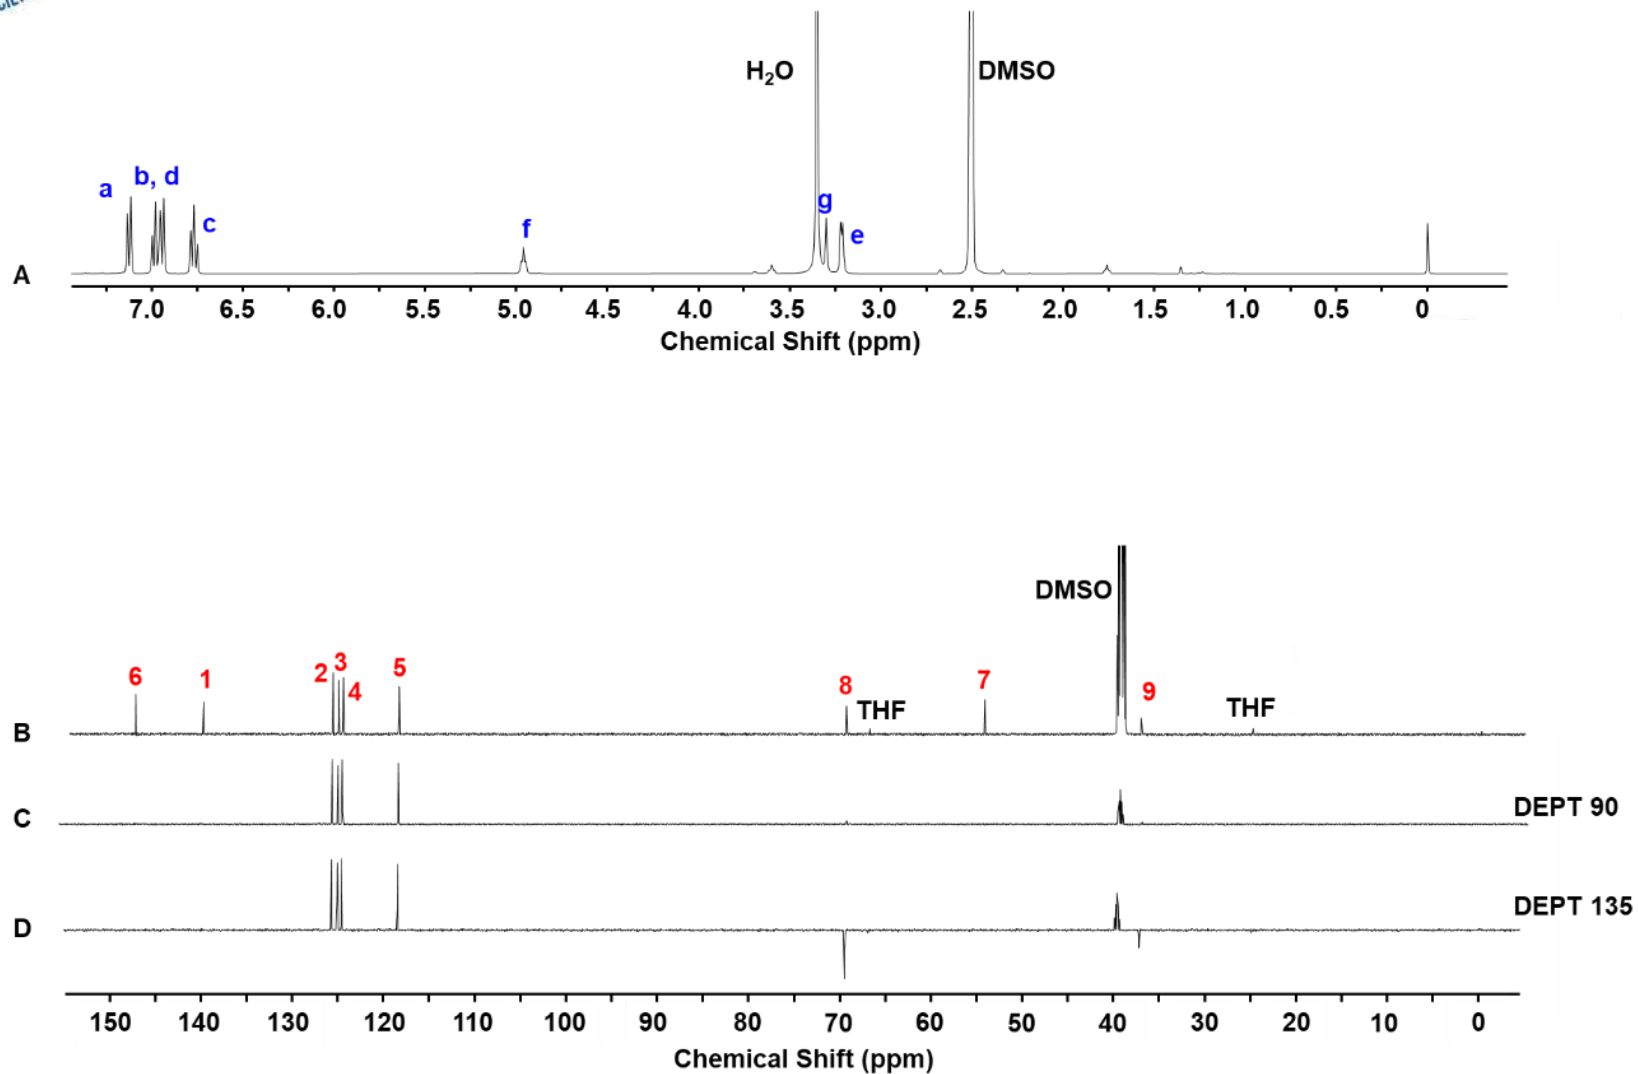 H₂O
DMSO
a
b, d
c
f
g
e
A
7.0 6.5 6.0 5.5 5.0 4.5 4.0 3.5 3.0 2.5 2.0 1.5 1.0 0.5 0
Chemical Shift (ppm)
DMSO
6
1
2
3
4
5
8
THF
7
9
THF
B
C
DEPT 90
D
DEPT 135
150 140 130 120 110 100 90 80 70 60 50 40 30 20 10 0
Chemical Shift (ppm)